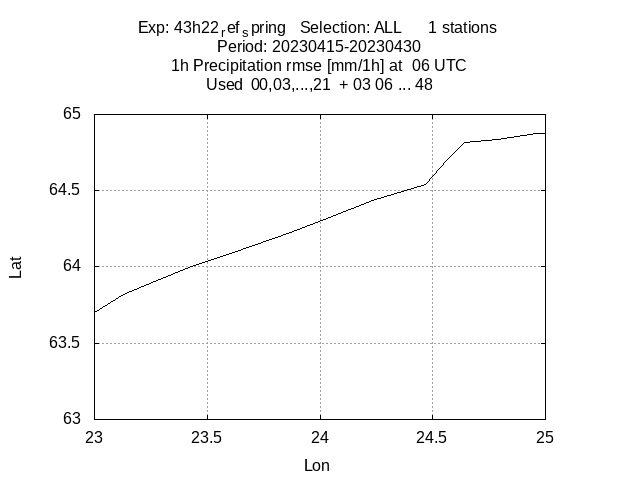 Exp: 43h22ref spring Selection: ALL 1 stations
Period: 20230415-20230430
1h Precipitation rmse [mm/1h] at 06 UTC
Used 00,03,...,21 + 03 06 ... 48
65
64.5
64
63.5
63
Lat
23
23.5
24
24.5
25
Lon